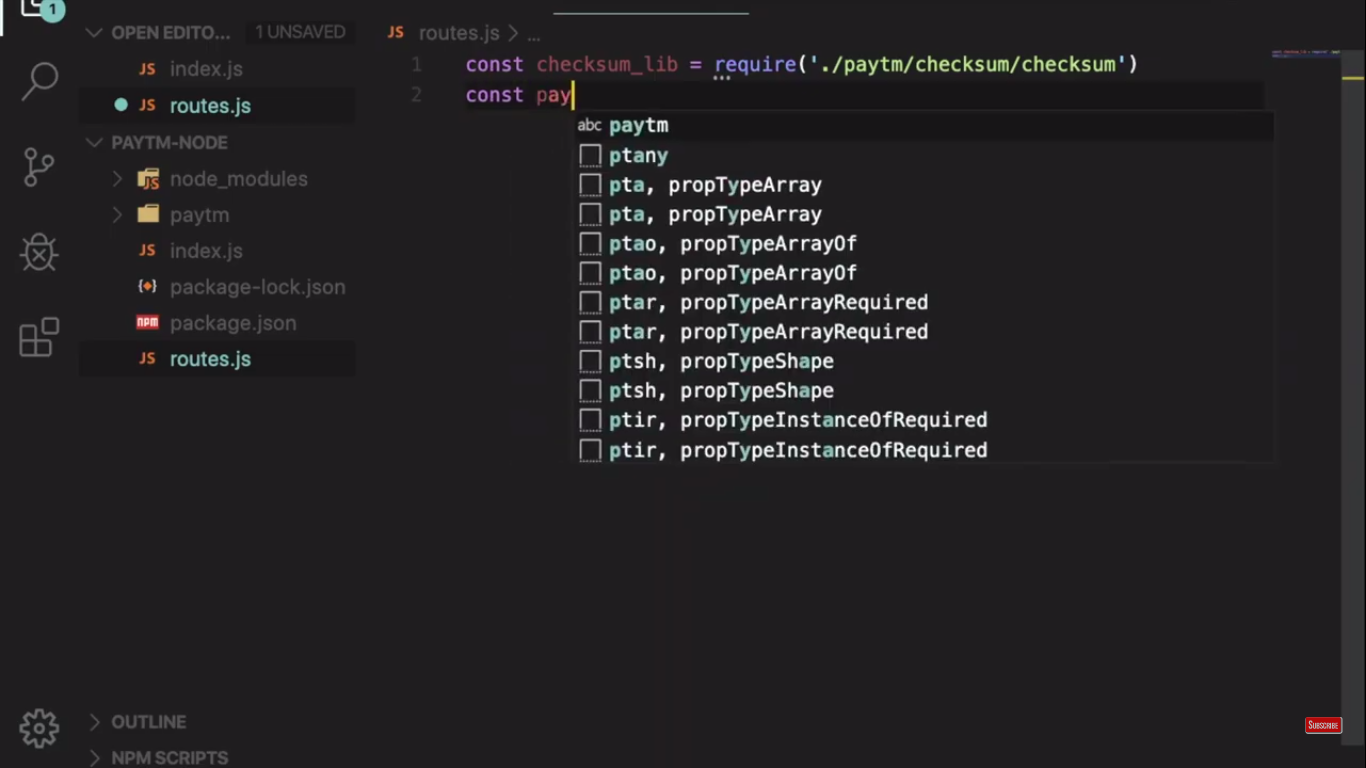 1
OPEN EDITO... 1 UNSAVED
JS index.js
JS routes.js
PAYTM-NODE
JS node_modules
paytm
JS index.js
package-lock.json
npm package.json
JS routes.js
OUTLINE
NPM SCRIPTS
JS routes.js > ...
1 const checksum_lib = require('./paytm/checksum/checksum')
2 const pay
abc paytm
ptany
pta, propTypeArray
pta, propTypeArray
ptao, propTypeArrayOf
ptao, propTypeArrayOf
ptar, propTypeArrayRequired
ptar, propTypeArrayRequired
ptsh, propTypeShape
ptsh, propTypeShape
ptir, propTypeInstanceOfRequired
ptir, propTypeInstanceOfRequired
SUBSCRIBE